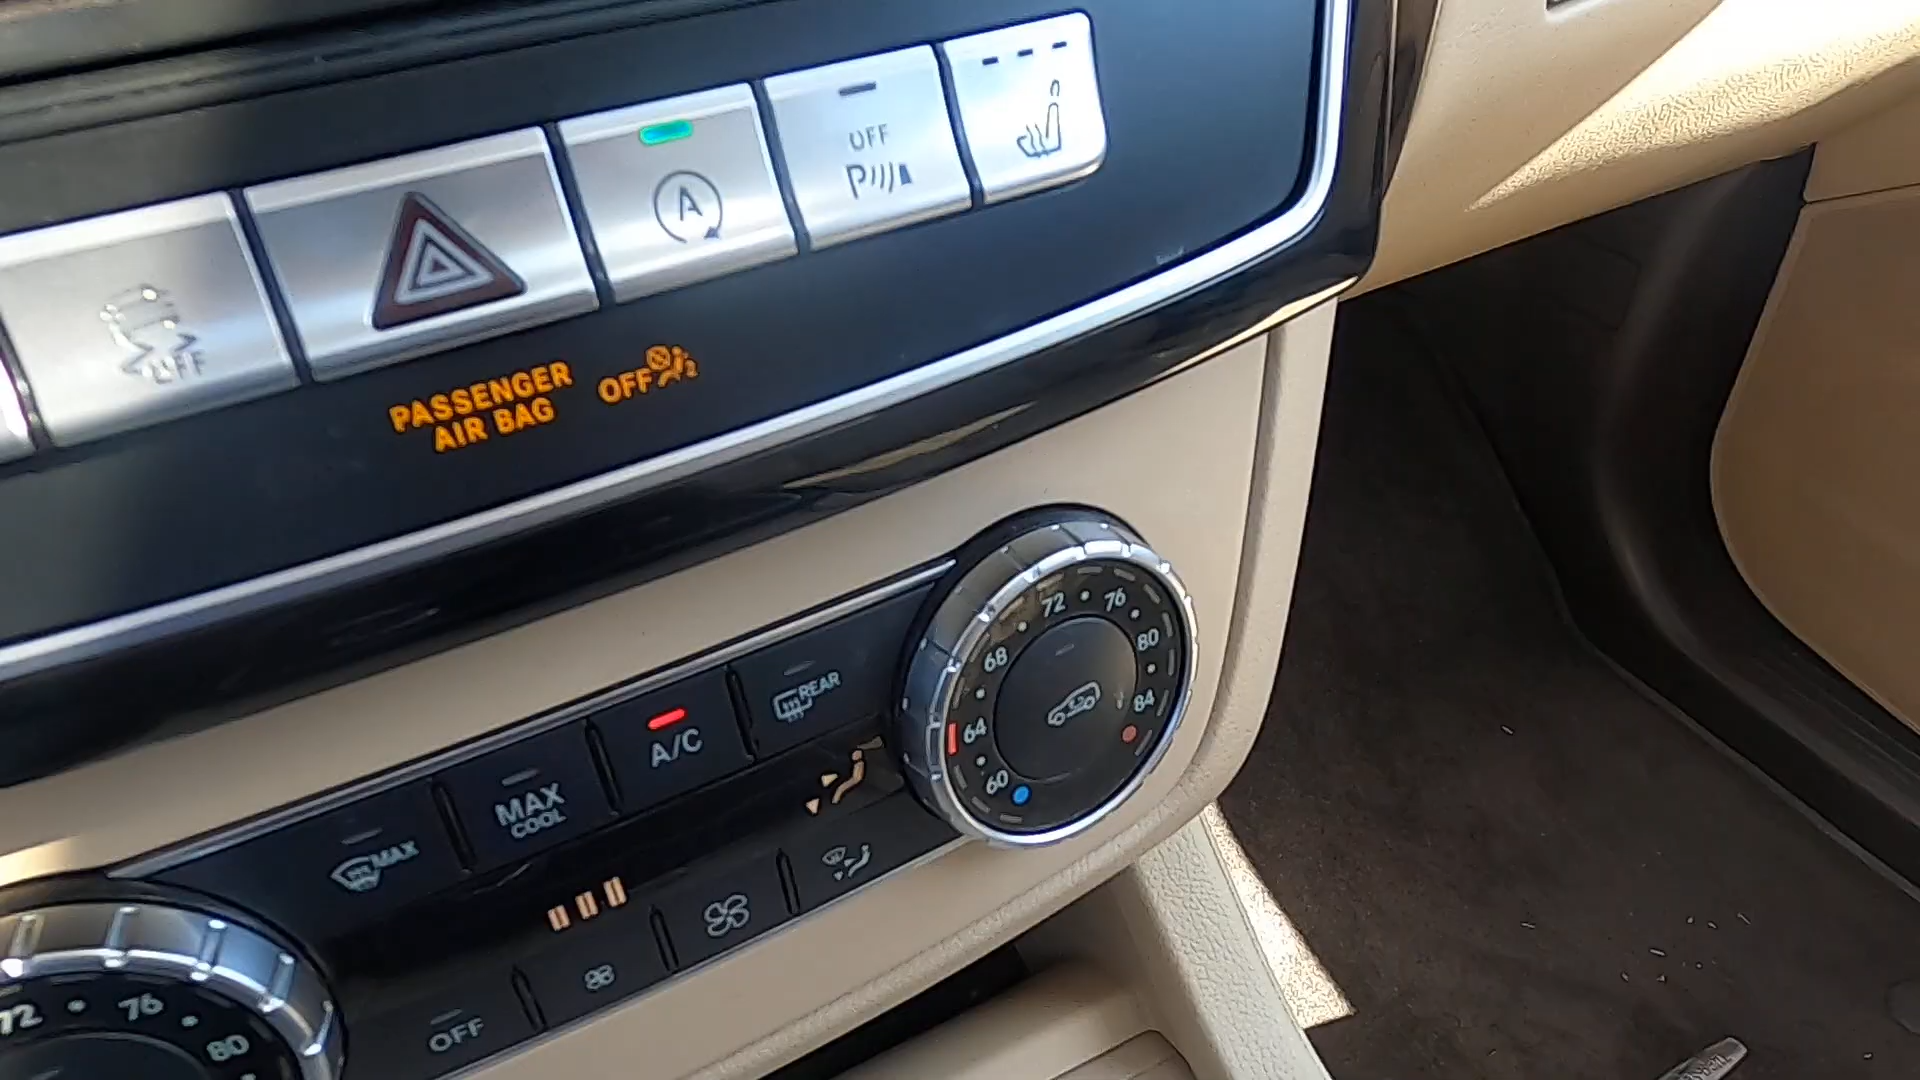 OFF
P
A
OFF
PASSENGER OFF
AIR BAG
2
72 76
68 80
64 84
60
REAR
A/C
MAX
COOL
MAX
OFF
72 76
80